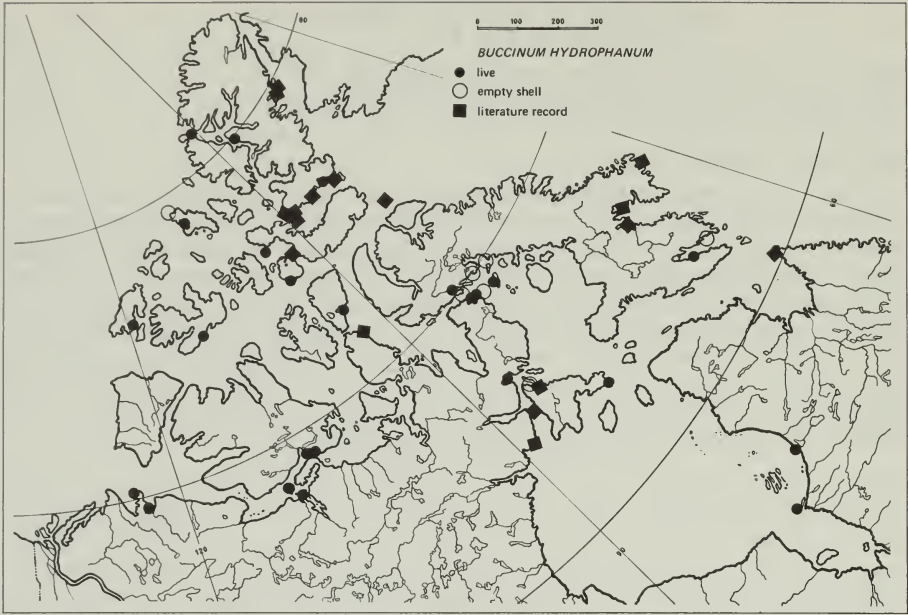 80
0 100 200 300
BUCCINUM HYDROPHANUM
live
empty shell
literature record
60
120
90